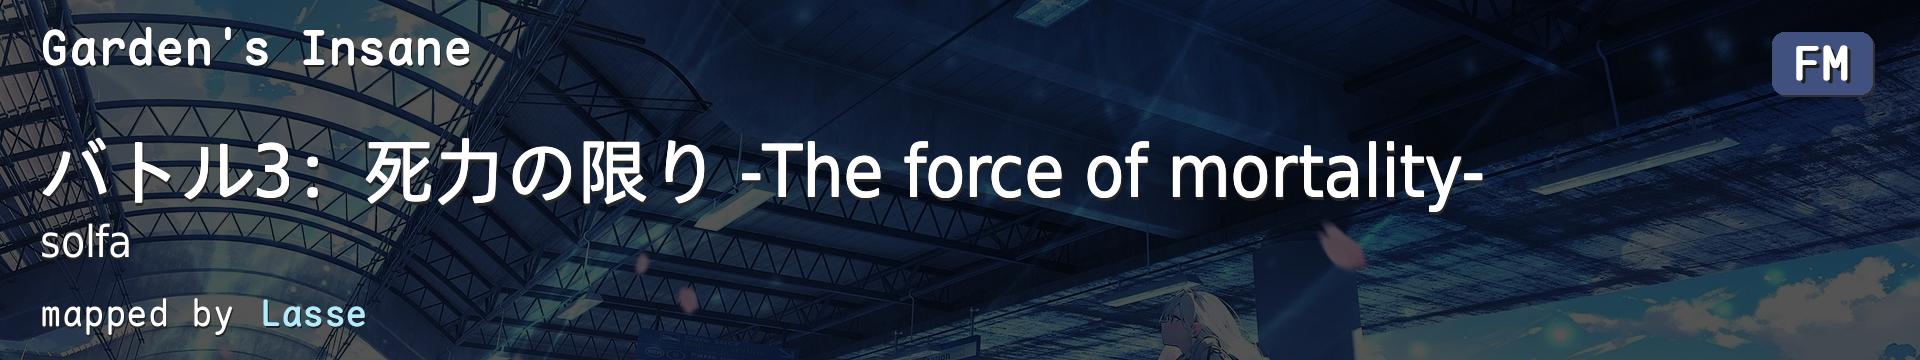 Garden's Insane
FM
バトル3：死力の限り -The force of mortality-
solfa
mapped by Lasse